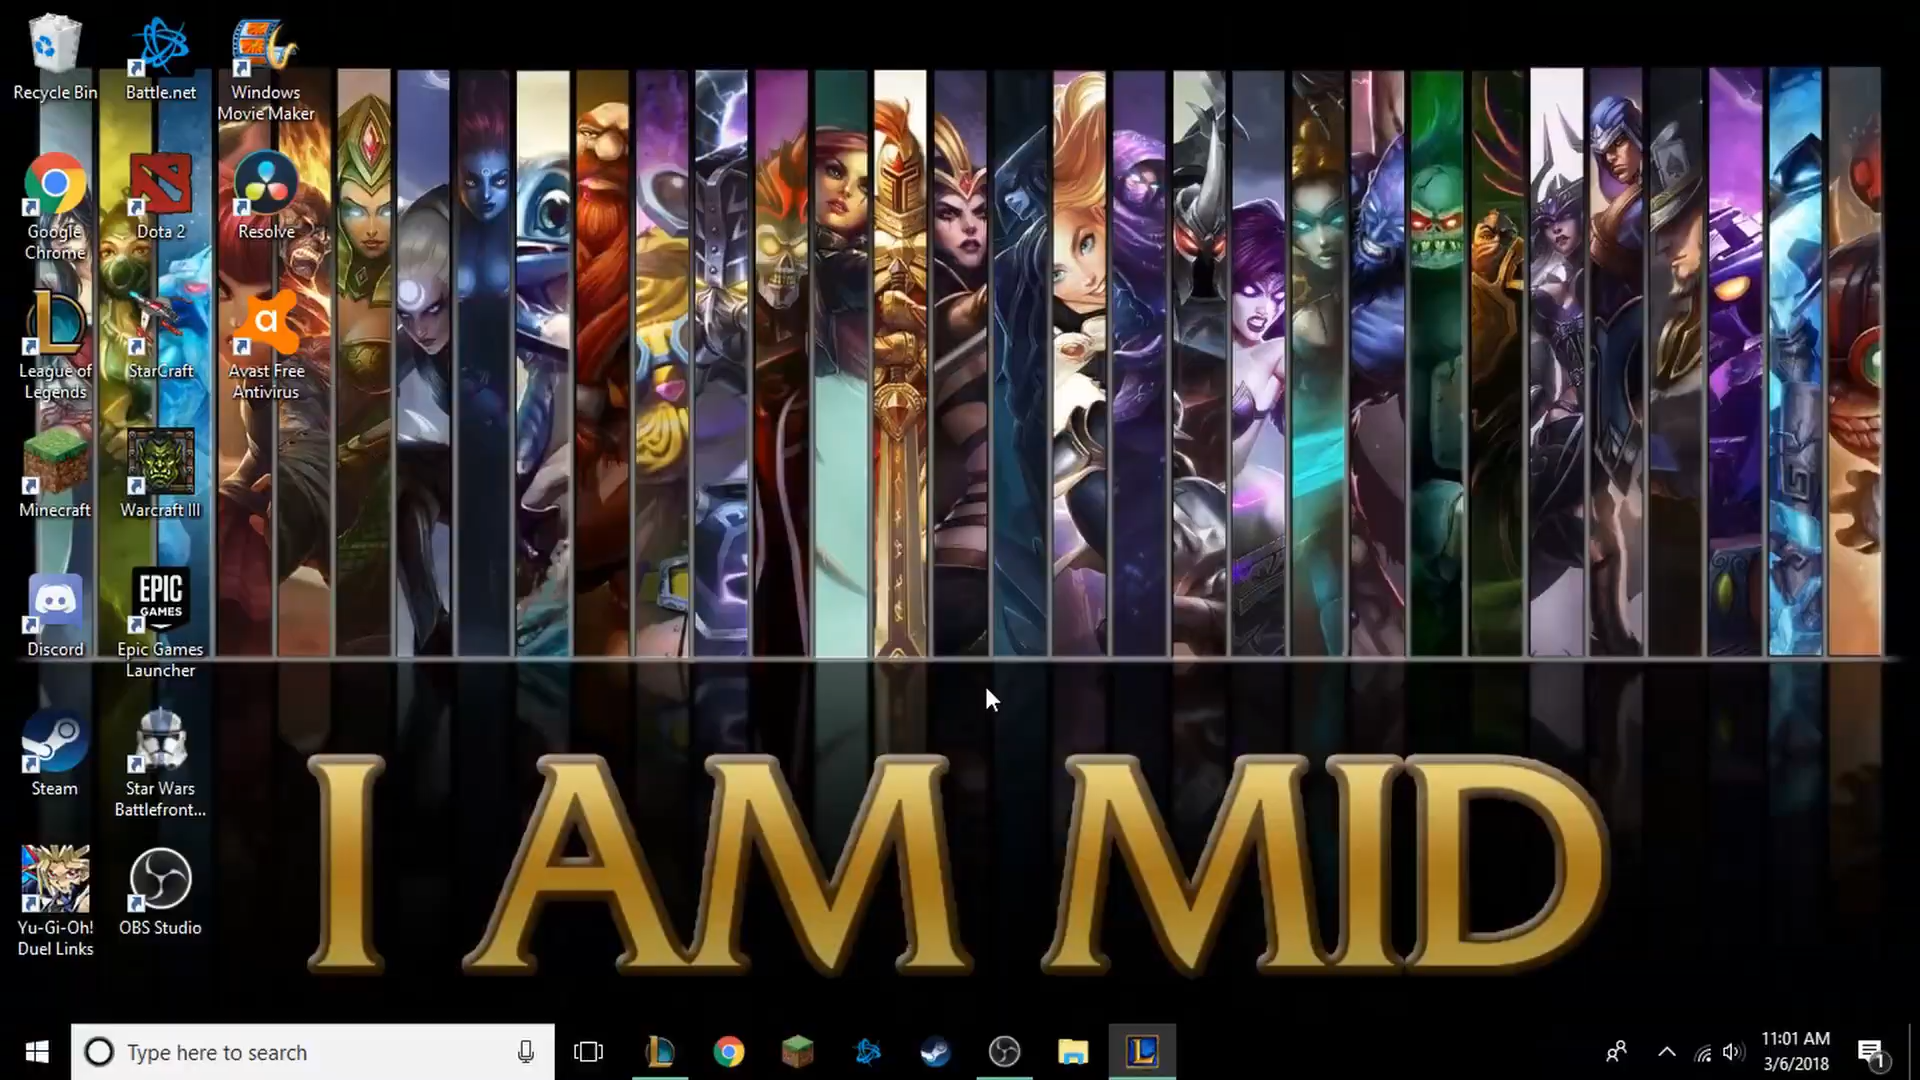 Recycle Bin
Battle.net
Windows
Movie Maker
Google
Chrome
Dota 2
Resolve
League of
Legends
StarCraft
a
Avast Free
Antivirus
Minecraft
Warcraft III
Discord
EPIC
GAMES
Epic Games
Launcher
Steam
Star Wars
Battlefront...
Yu-Gi-Oh!
Duel Links
OBS Studio
I AM MID
Type here to search
11:01 AM
3/6/2018
1